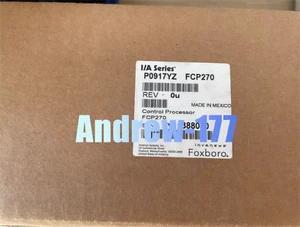 I/A Series®
P0917YZ FCP270
REV - 0u
MADE IN MEXICO
Control Processor
FCP270
Andrew 177
invensys
Foxboro.